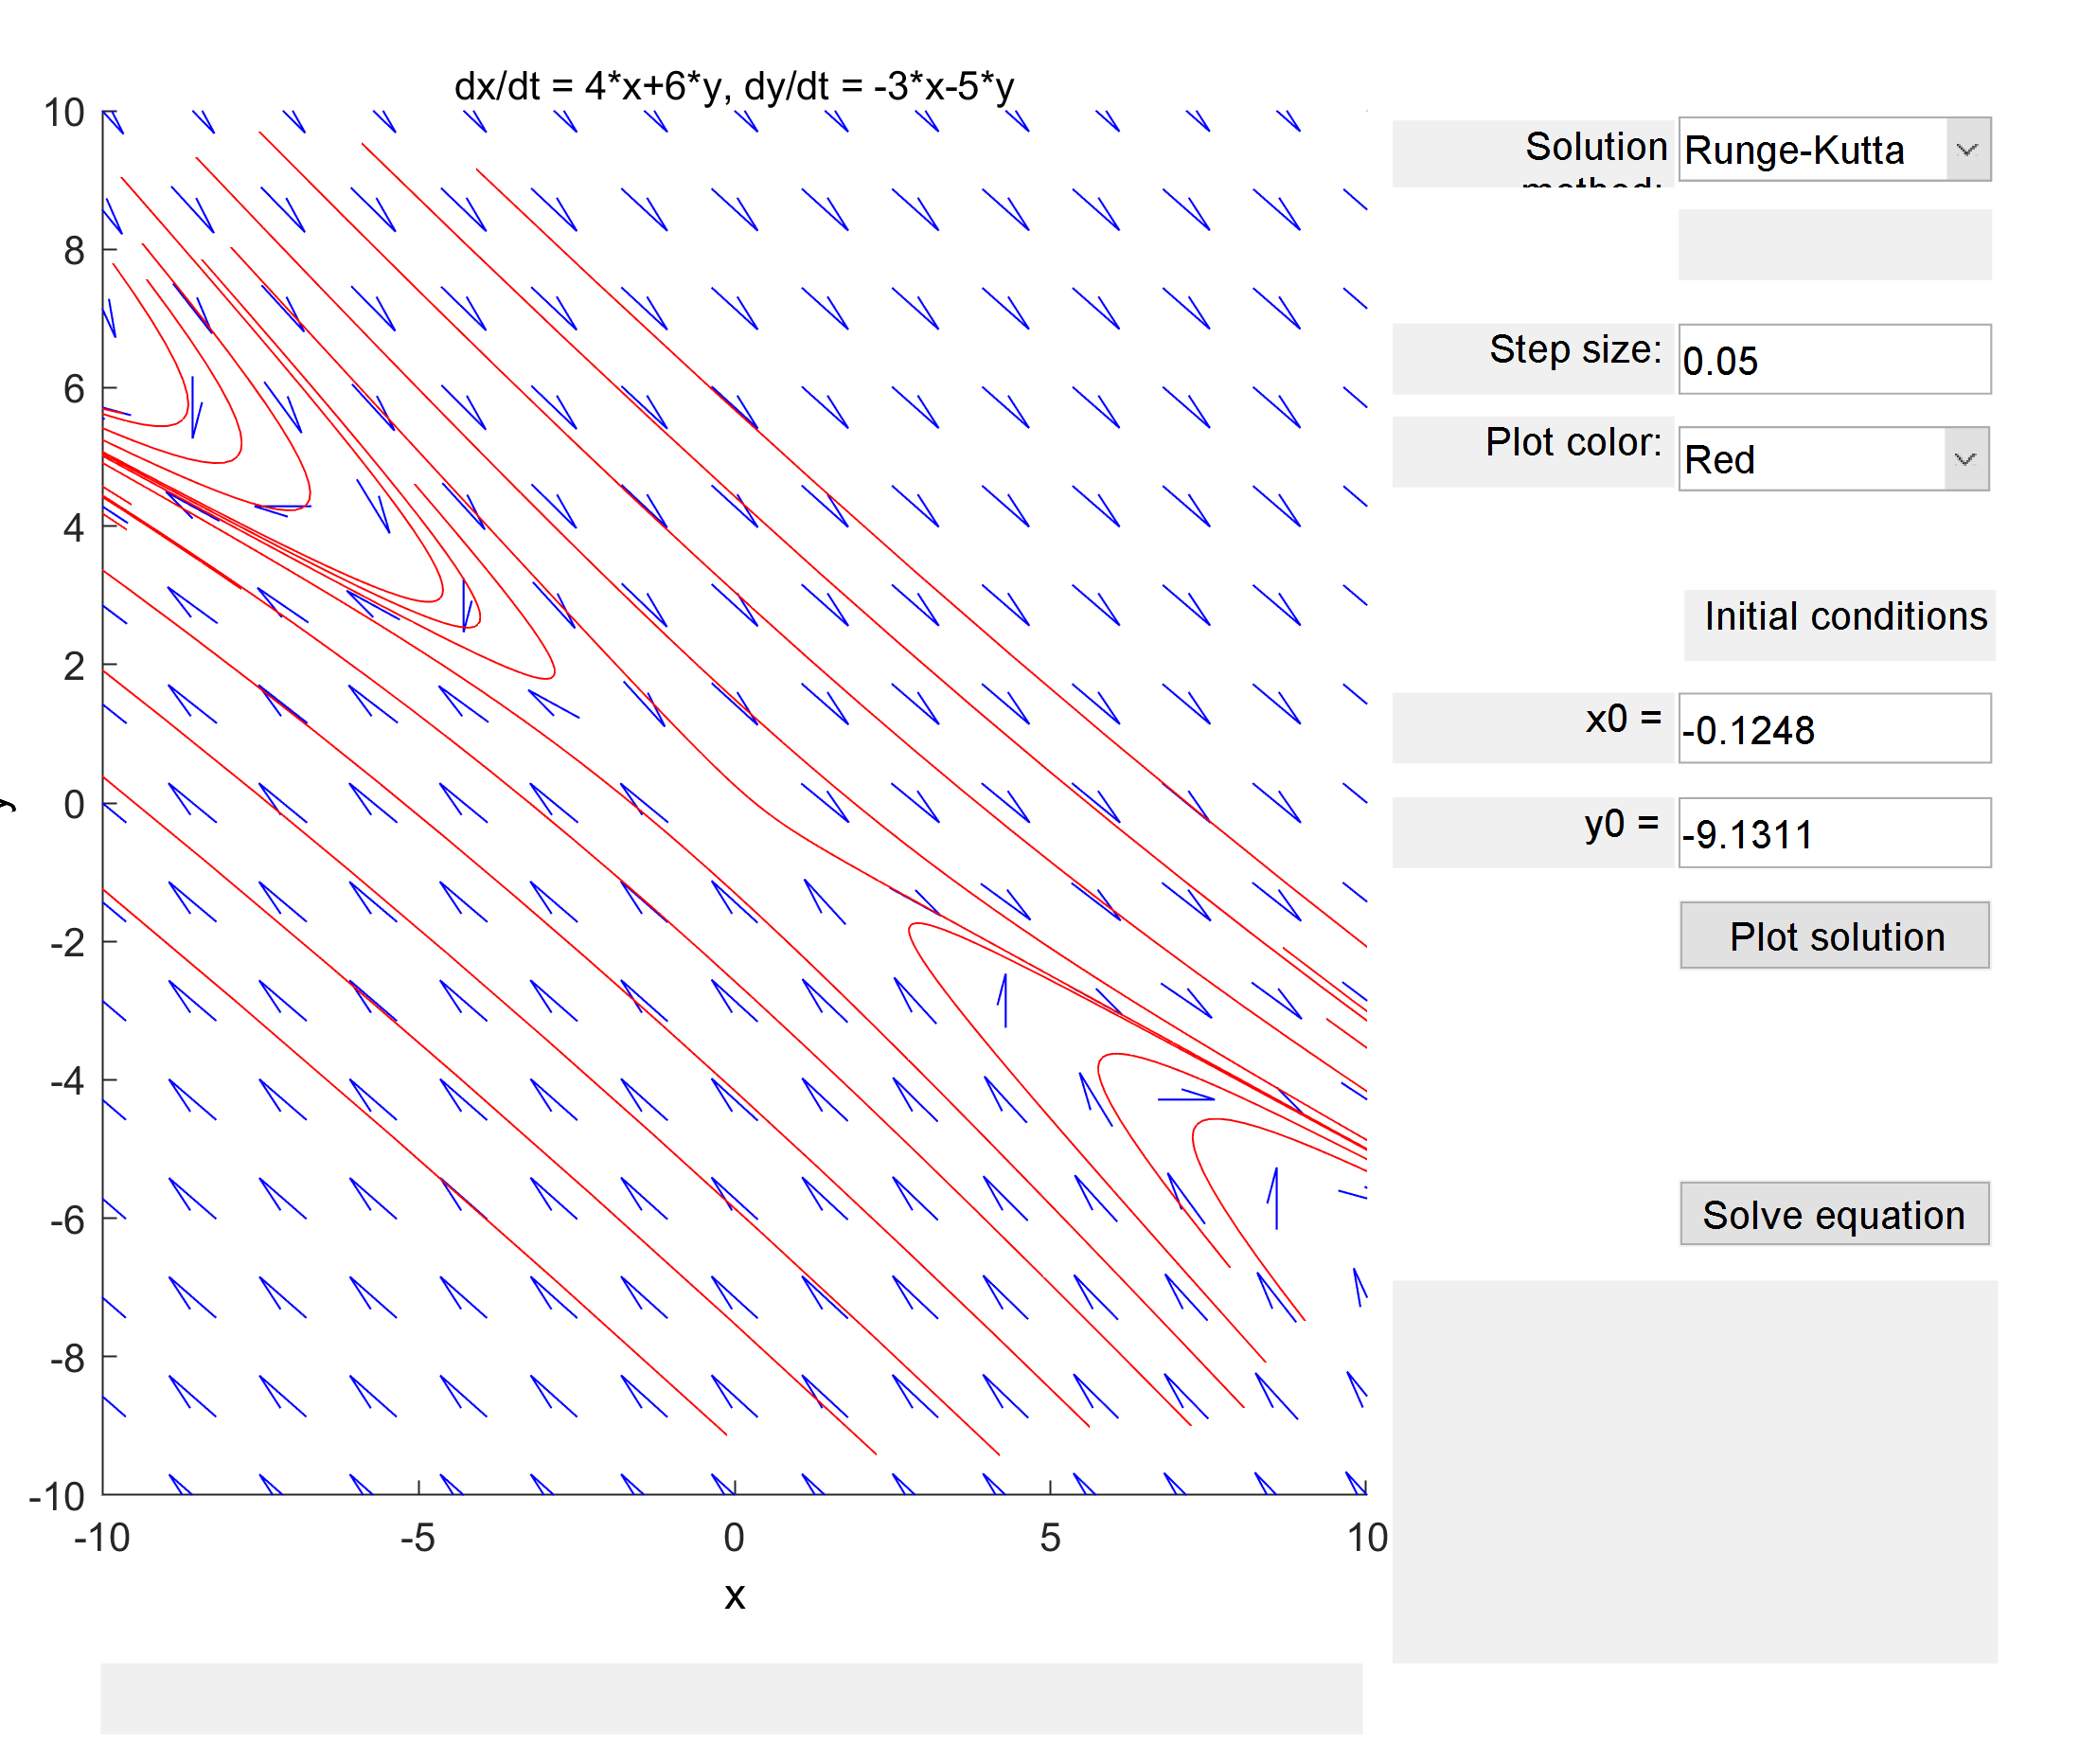 dx/dt = 4*x+6*y, dy/dt = -3*x-5*y
10
8
6
4
2
0
-2
-4
-6
-8
-10
-10
-5
0
5
10
x
Solution
method:
Runge-Kutta
Step size:
0.05
Plot color:
Red
Initial conditions
x0 =
-0.1248
y0 =
-9.1311
Plot solution
Solve equation